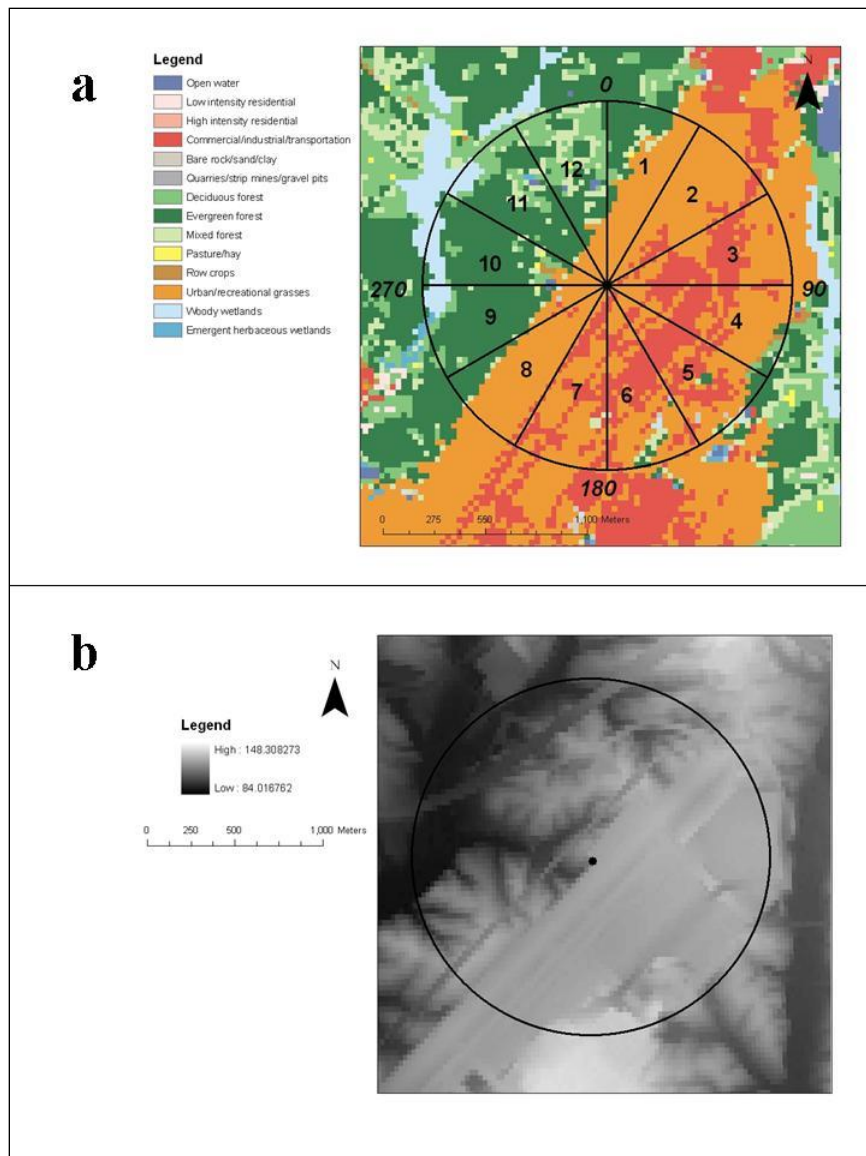 a
Legend
Open water
Low intensity residential
High intensity residential
Commercial/industrial/transportation
Bare rock/sand/clay
Quarries/strip mines/gravel pits
Deciduous forest
Evergreen forest
Mixed forest
Pasture/hay
Row crops
Urban/recreational grasses
Woody wetlands
Emergent herbaceous wetlands
N
0
1
2
3
4
5
6
7
8
9
10
11
12
90
180
270
0 275 550 1,100 Meters
b
N
Legend
High : 148.308273
Low : 84.016762
0 250 500 1,000 Meters